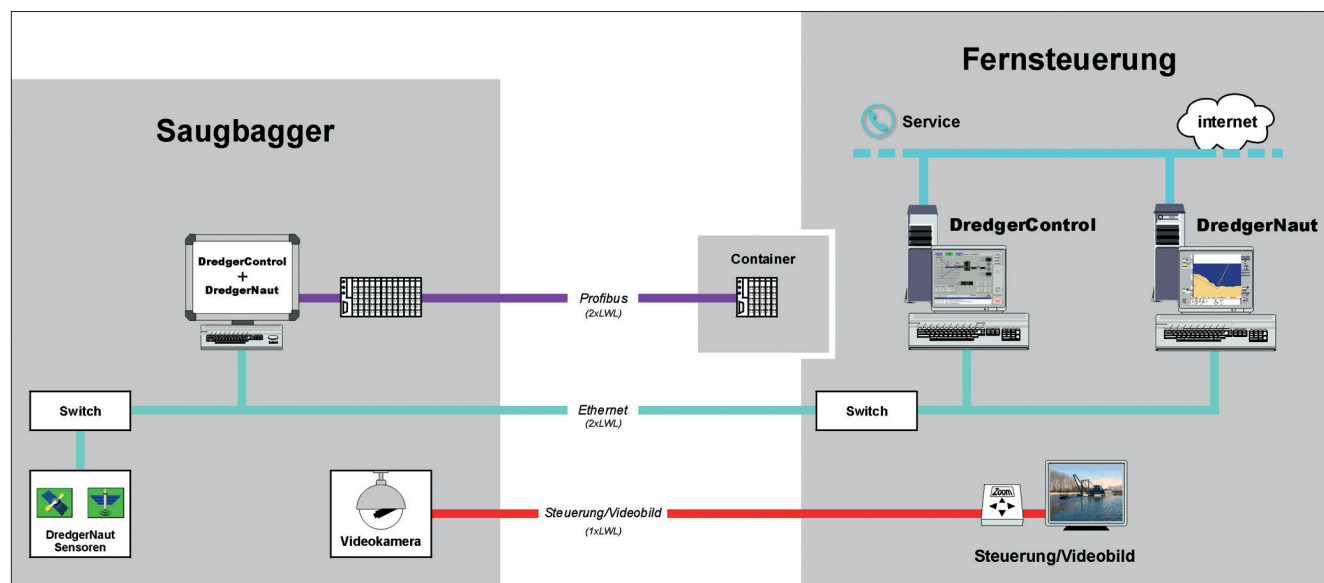 Fernsteuerung
Saugbagger
Service
internet
DredgerControl
DredgerNaut
DredgerControl
+
DredgerNaut
Container
Profibus
(2xLWL)
Switch
Ethernet
(2xLWL)
Switch
DredgerNaut
Sensoren
Videokamera
Steuerung/Videobild
(1xLWL)
Zoom
Steuerung/Videobild